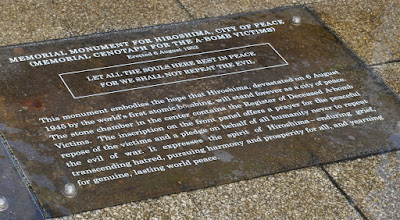 MEMORIAL MONUMENT FOR HIROSHIMA, CITY OF PEACE
(MEMORIAL CENOTAPH FOR THE A-BOMB VICTIMS)
Erected 6 August 1952
LET ALL THE SOULS HERE REST IN PEACE
FOR WE SHALL NOT REPEAT THE EVIL
This monument embodies the hope that Hiroshima, devastated on 6 August
1945 by the world's first atomic bombing, will stand forever as a city of peace.
The stone chamber in the center contains the Register of Deceased A-bomb
Victims. The inscription on the front panel offers a prayer for the peaceful
repose of the victims and a pledge on behalf of all humanity never to repeat
the evil of war. It expresses the spirit of Hiroshima — enduring grief,
transcending hatred, pursuing harmony and prosperity for all, and yearning
for genuine, lasting world peace.